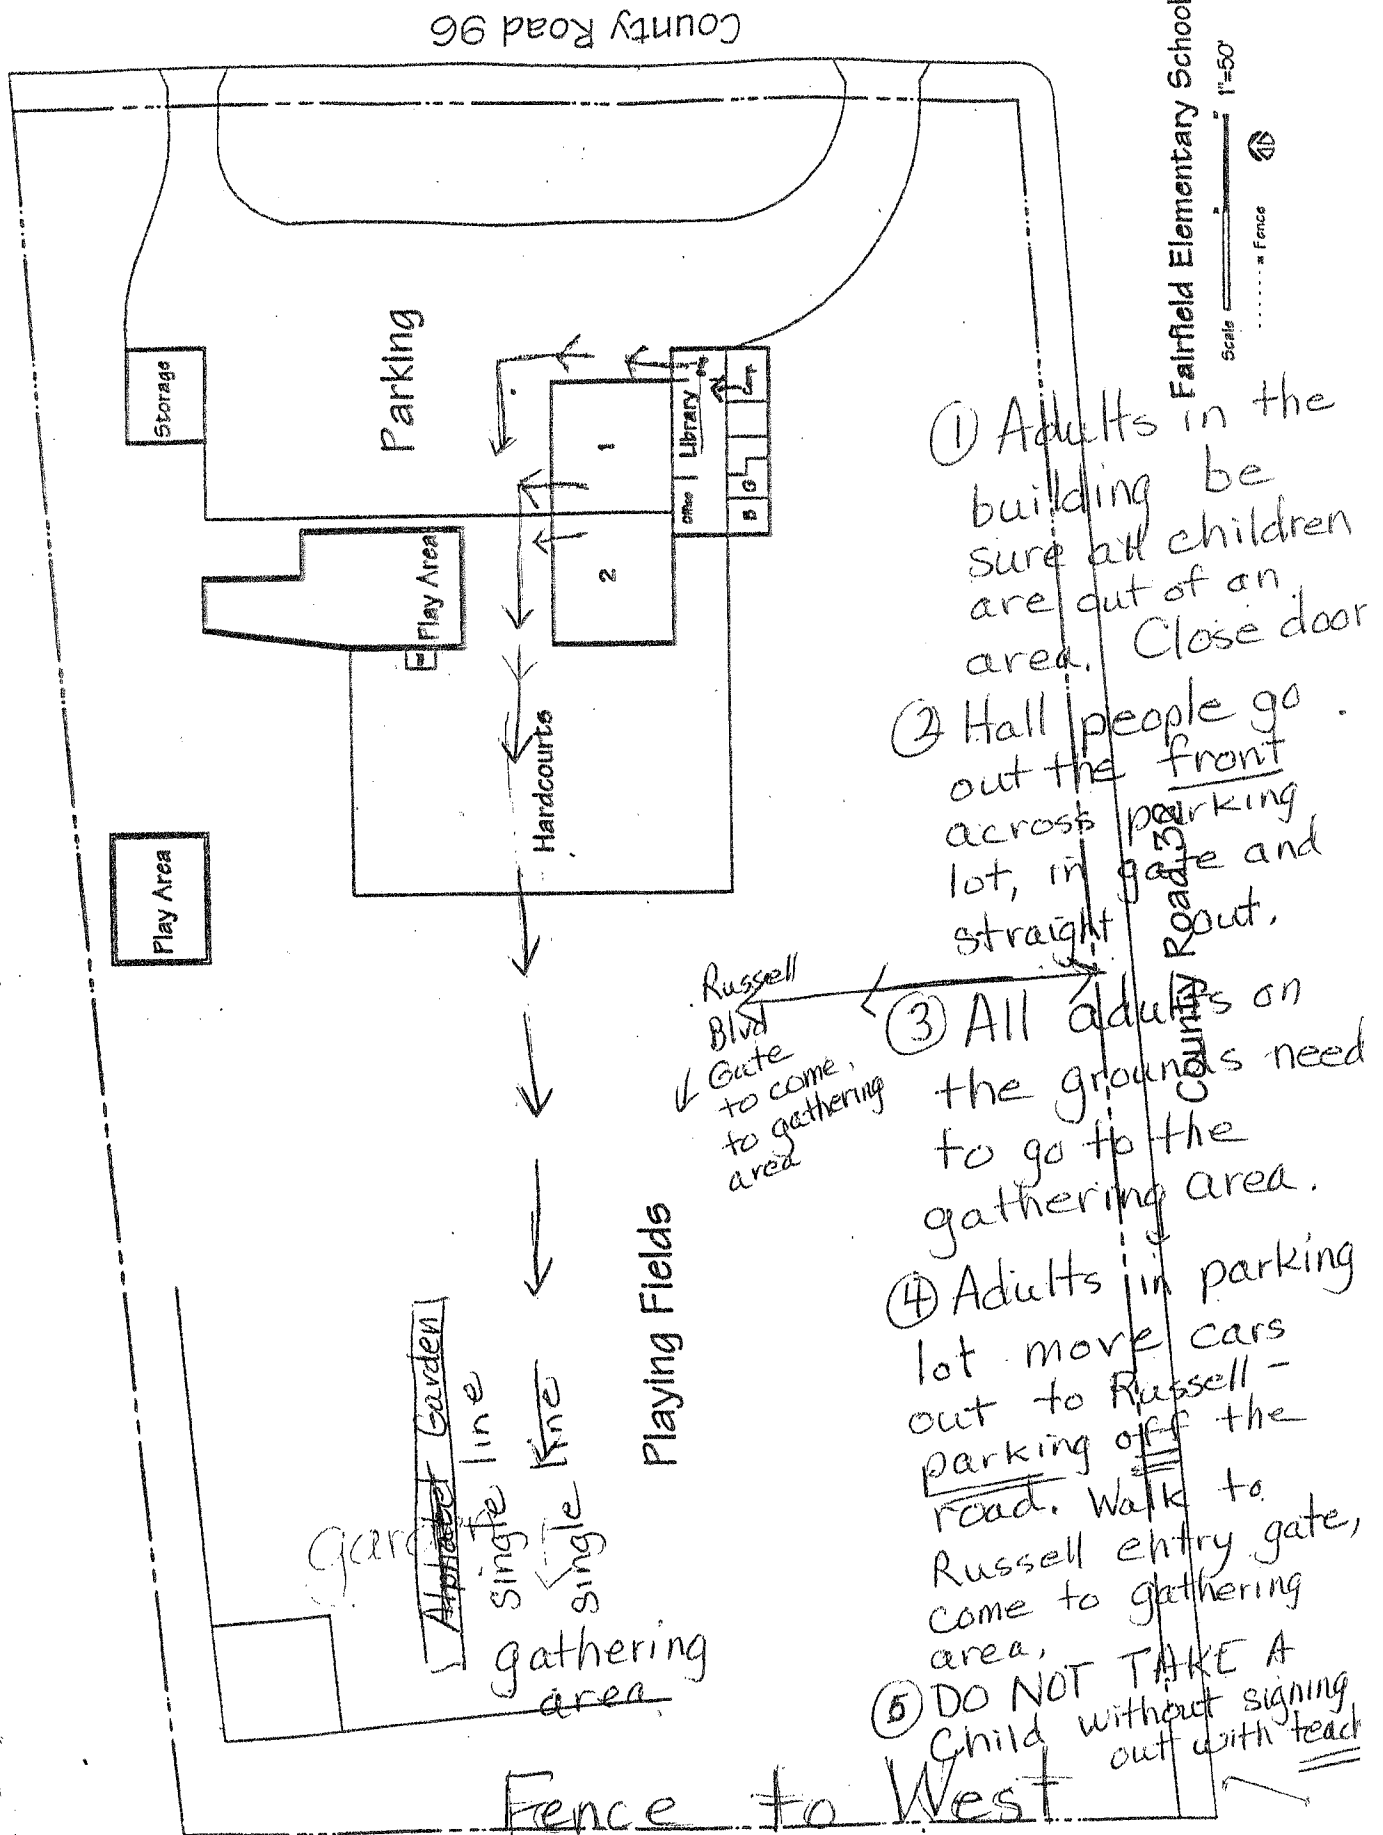 County Road 96
Fairfield Elementary School
Scale
1"=50'
= Fence
Storage
Parking
Library
Office
Comp.
B
G
1
2
Play Area
Hardcourts
Play Area
Playing Fields
County Road 32
Russell
Blvd
Gate
to come
to gathering
area
Garden
single line
single line
gathering
area
Fence to West
① Adults in the
building be
sure all children
are out of an
area. Close door
② Hall people go
out the front
across parking
lot, in gate and
straight out.
③ All adults on
the grounds need
to go to the
gathering area.
④ Adults in parking
lot move cars
out to Russell -
parking off the
road. Walk to
Russell entry gate,
come to gathering
area.
⑤ DO NOT TAKE A
Child without signing
out with teach